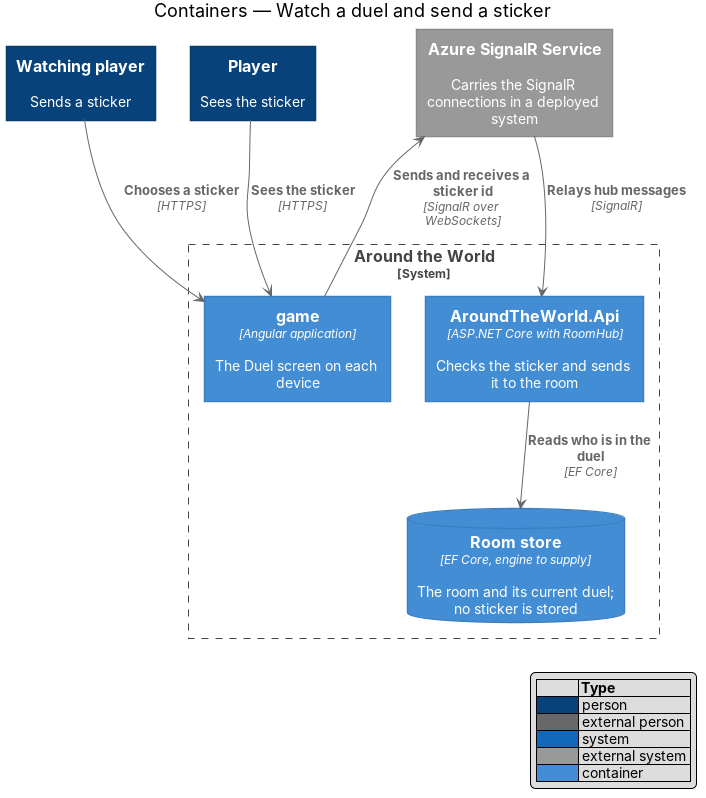 Containers — Watch a duel and send a sticker
Watching player
Sends a sticker
Player
Sees the sticker
Azure SignalR Service
Carries the SignalR
connections in a deployed
system
Chooses a sticker
[HTTPS]
Sees the sticker
[HTTPS]
Sends and receives a
sticker id
[SignalR over
WebSockets]
Relays hub messages
[SignalR]
Around the World
[System]
game
[Angular application]
The Duel screen on each
device
AroundTheWorld.Api
[ASP.NET Core with RoomHub]
Checks the sticker and sends
it to the room
Reads who is in the
duel
[EF Core]
Room store
[EF Core, engine to supply]
The room and its current duel;
no sticker is stored
Type
person
external person
system
external system
container